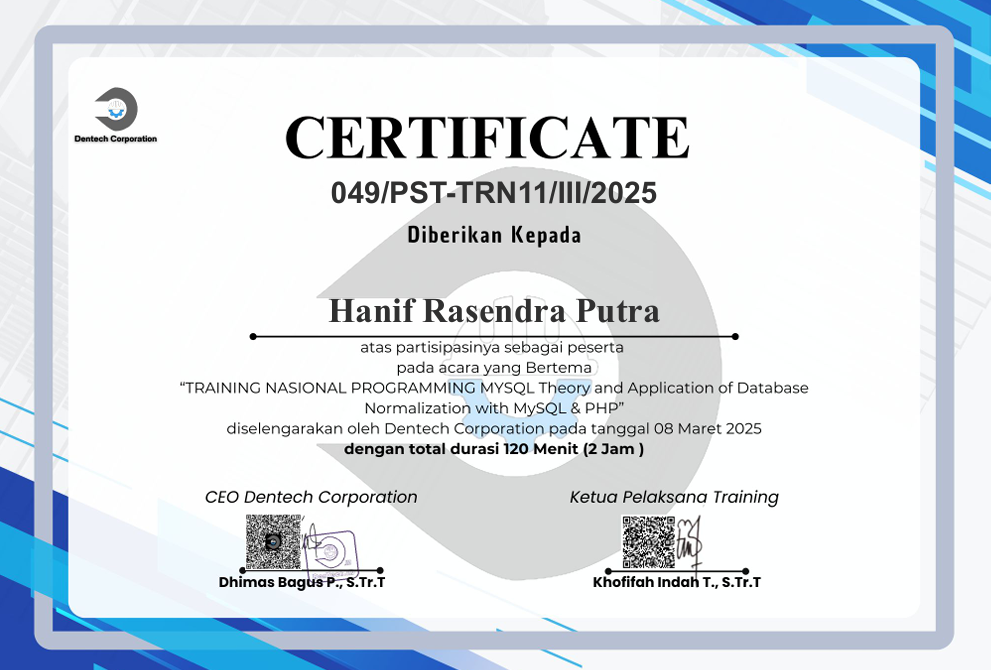 Dentech Corporation
CERTIFICATE
049/PST-TRN11/III/2025
Diberikan Kepada
Hanif Rasendra Putra
atas partisipasinya sebagai peserta
pada acara yang Bertema
“TRAINING NASIONAL PROGRAMMING MYSQL Theory and Application of Database
Normalization with MySQL & PHP”
diselengarakan oleh Dentech Corporation pada tanggal 08 Maret 2025
dengan total durasi 120 Menit (2 Jam )
CEO Dentech Corporation
Dhimas Bagus P., S.Tr.T
Ketua Pelaksana Training
Khofifah Indah T., S.Tr.T